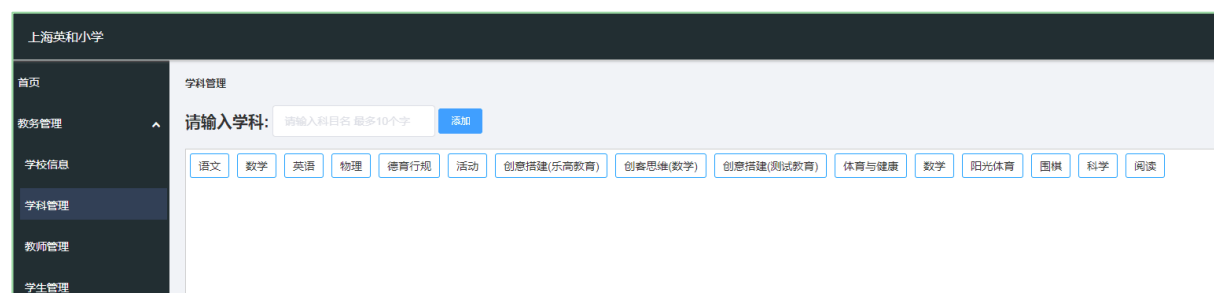 上海英和小学
首页
学科管理
教务管理
请输入学科: 请输入科目名 最多10个字 添加
学校信息
语文 数学 英语 物理 德育行规 活动 创意搭建(乐高教育) 创客思维(数学) 创意搭建(测试教育) 体育与健康 数学 阳光体育 围棋 科学 阅读
学科管理
教师管理
学生管理